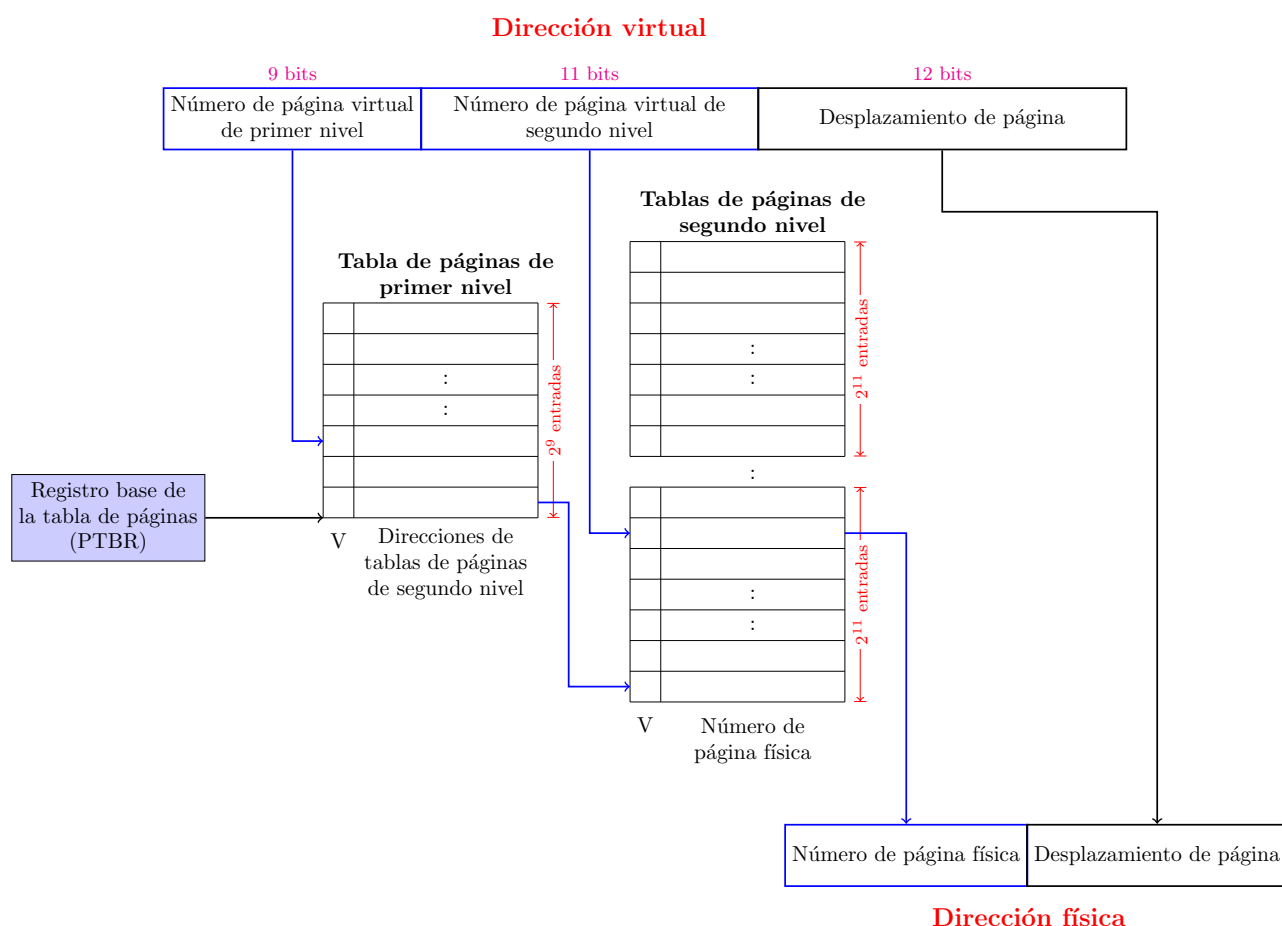 Dirección virtual
9 bits
11 bits
12 bits
Número de página virtual
de primer nivel
Número de página virtual de
segundo nivel
Desplazamiento de página
Tablas de páginas de
segundo nivel
Tabla de páginas de
primer nivel
:
:
2⁹ entradas
:
:
2¹¹ entradas
:
Registro base de
la tabla de páginas
(PTBR)
V
Direcciones de
tablas de páginas
de segundo nivel
:
:
2¹¹ entradas
V
Número de
página física
Número de página física
Desplazamiento de página
Dirección física